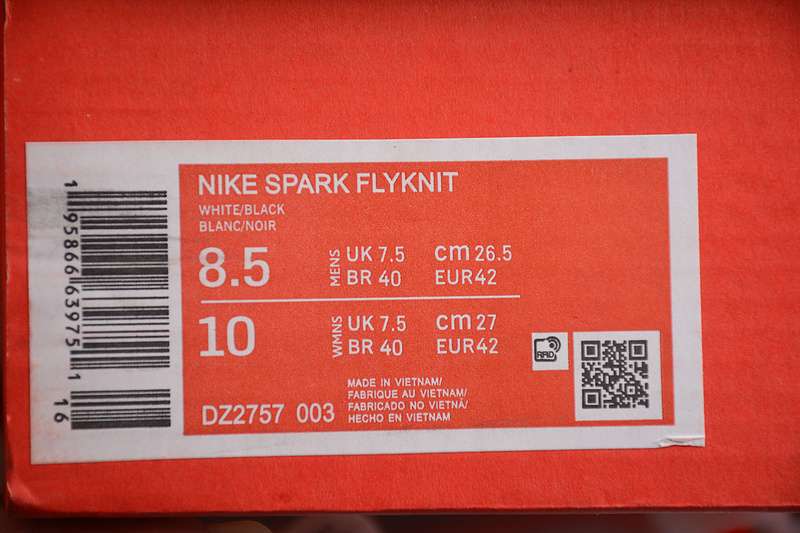 NIKE SPARK FLYKNIT
WHITE/BLACK
BLANC/NOIR
8.5 MENS UK 7.5 cm 26.5
BR 40 EUR42
10 WMNS UK 7.5 cm 27
BR 40 EUR42
MADE IN VIETNAM/
FABRIQUE AU VIETNAM/
FABRICADO NO VIETNÃ/
HECHO EN VIETNAM
DZ2757 003
RFID
1 95866 63975 1
16